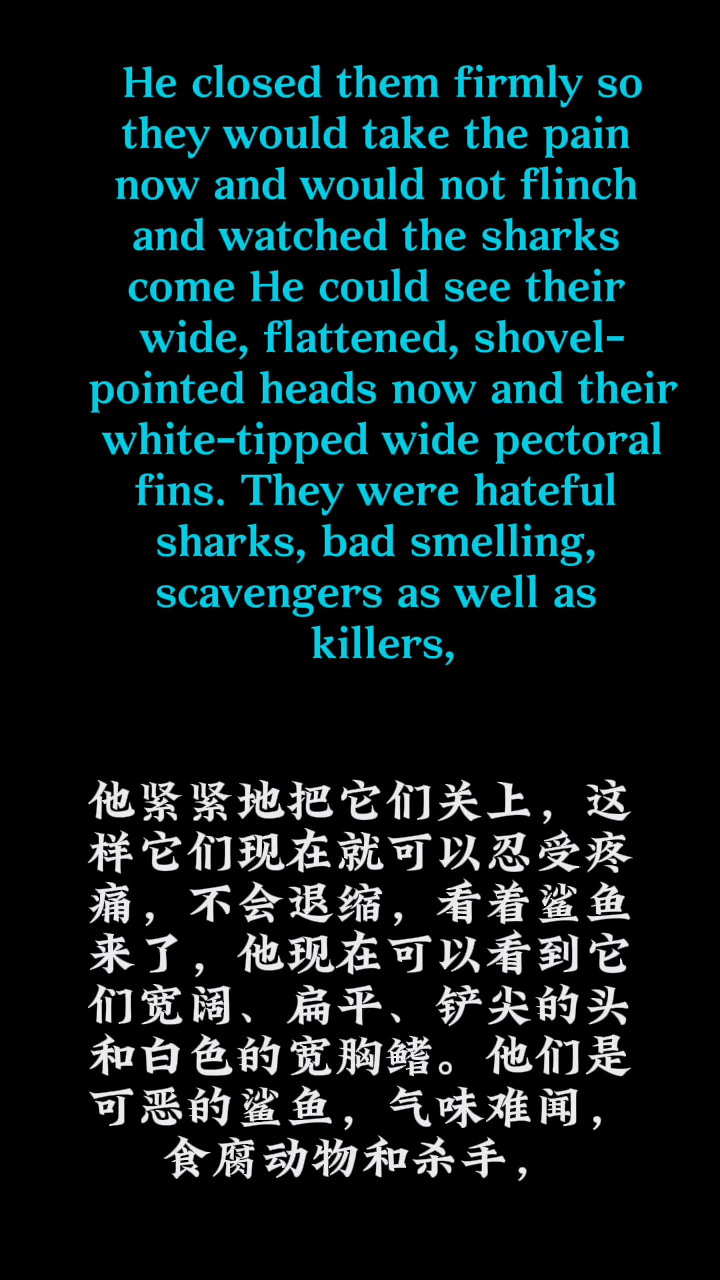 He closed them firmly so
they would take the pain
now and would not flinch
and watched the sharks
come He could see their
wide, flattened, shovel-
pointed heads now and their
white-tipped wide pectoral
fins. They were hateful
sharks, bad smelling,
scavengers as well as
killers,
他紧紧地把它们关上，这
样它们现在就可以忍受疼
痛，不会退缩，看着鲨鱼
来了，他现在可以看到它
们宽阔、扁平、铲尖的头
和白色的宽胸鳍。他们是
可恶的鲨鱼，气味难闻，
食腐动物和杀手，